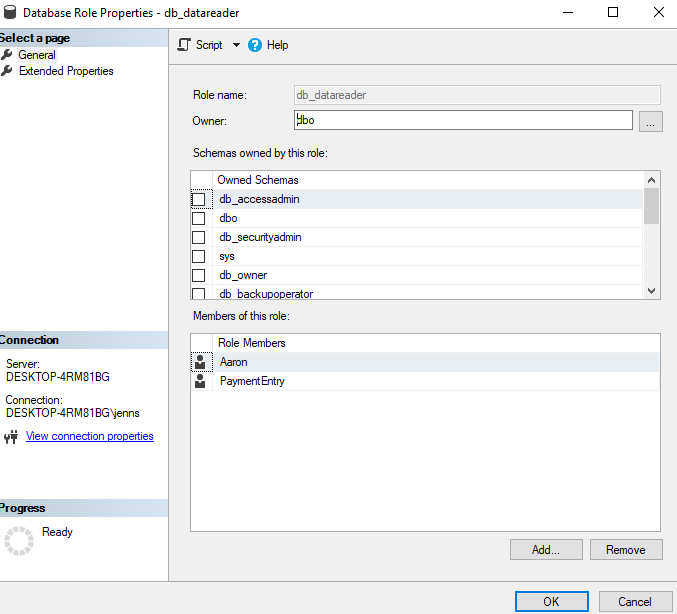 Database Role Properties - db_datareader
Select a page
General
Extended Properties
Script
Help
Role name:
db_datareader
Owner:
dbo
...
Schemas owned by this role:
Owned Schemas
db_accessadmin
dbo
db_securityadmin
sys
db_owner
db_backupoperator
Members of this role:
Role Members
Aaron
PaymentEntry
Connection
Server:
DESKTOP-4RM81BG
Connection:
DESKTOP-4RM81BG\jenns
View connection properties
Progress
Ready
Add...
Remove
OK
Cancel